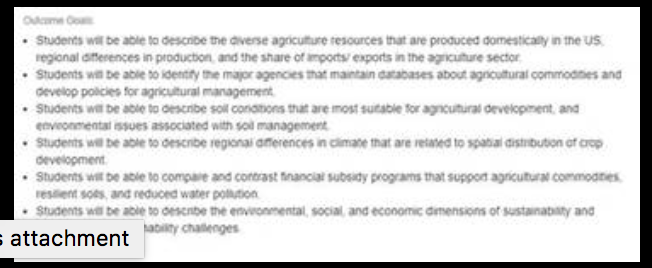 Outcome Goals:
• Students will be able to describe the diverse agriculture resources that are produced domestically in the US,
regional differences in production, and the share of imports/ exports in the agriculture sector.
• Students will be able to identify the major agencies that maintain databases about agricultural commodities and
develop policies for agricultural management.
• Students will be able to describe soil conditions that are most suitable for agricultural development, and
environmental issues associated with soil management.
• Students will be able to describe regional differences in climate that are related to spatial distribution of crop
development.
• Students will be able to compare and contrast financial subsidy programs that support agricultural commodities,
resilient soils, and reduced water pollution.
• Students will be able to describe the environmental, social, and economic dimensions of sustainability and
challenges.
s attachment